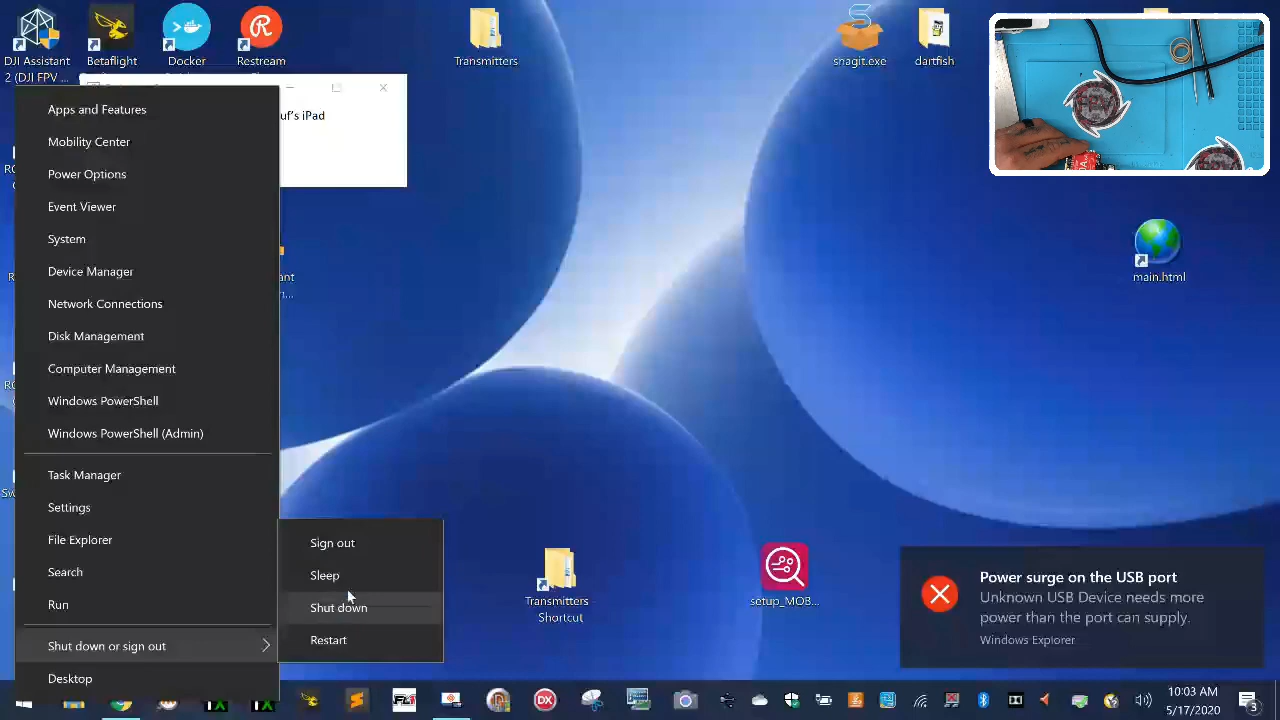 DJI Assistant
2 (DJI FPV ...
Betaflight
Docker
Restream
Transmitters
shagit.exe
dartfish
uf's iPad
Apps and Features
Mobility Center
Power Options
Event Viewer
System
Device Manager
Network Connections
Disk Management
Computer Management
Windows PowerShell
Windows PowerShell (Admin)
Task Manager
Settings
File Explorer
Search
Run
Shut down or sign out
Desktop
Sign out
Sleep
Shut down
Restart
main.html
Transmitters
Shortcut
setup_MOB...
Power surge on the USB port
Unknown USB Device needs more
power than the port can supply.
Windows Explorer
10:03 AM
5/17/2020
3